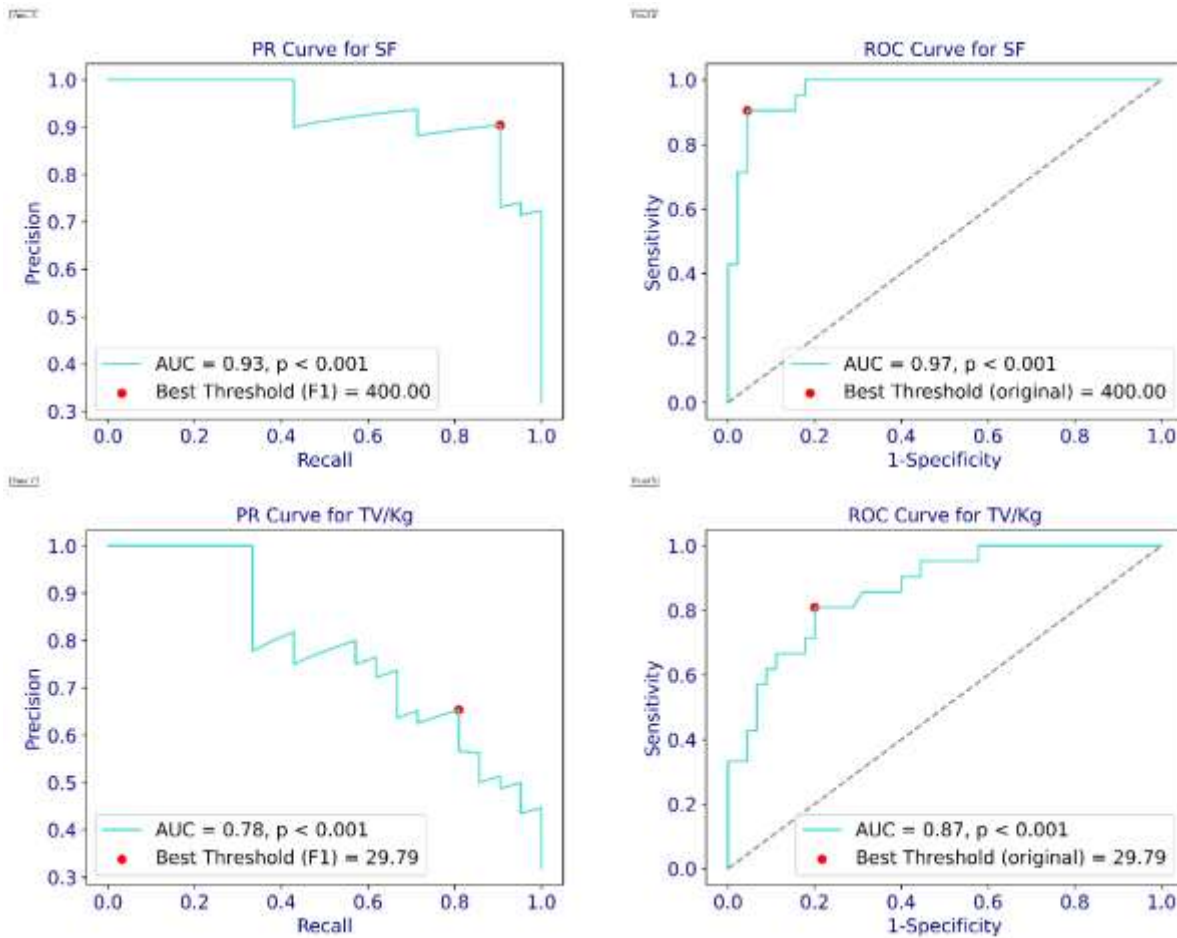 PR Curve for SF
1.0
0.9
0.8
0.7
0.6
0.5
0.4
0.3
Precision
AUC = 0.93, p < 0.001
Best Threshold (F1) = 400.00
0.0 0.2 0.4 0.6 0.8 1.0
Recall
ROC Curve for SF
1.0
0.8
0.6
0.4
0.2
0.0
Sensitivity
AUC = 0.97, p < 0.001
Best Threshold (original) = 400.00
0.0 0.2 0.4 0.6 0.8 1.0
1-Specificity
PR Curve for TV/Kg
1.0
0.9
0.8
0.7
0.6
0.5
0.4
0.3
Precision
AUC = 0.78, p < 0.001
Best Threshold (F1) = 29.79
0.0 0.2 0.4 0.6 0.8 1.0
Recall
ROC Curve for TV/Kg
1.0
0.8
0.6
0.4
0.2
0.0
Sensitivity
AUC = 0.87, p < 0.001
Best Threshold (original) = 29.79
0.0 0.2 0.4 0.6 0.8 1.0
1-Specificity